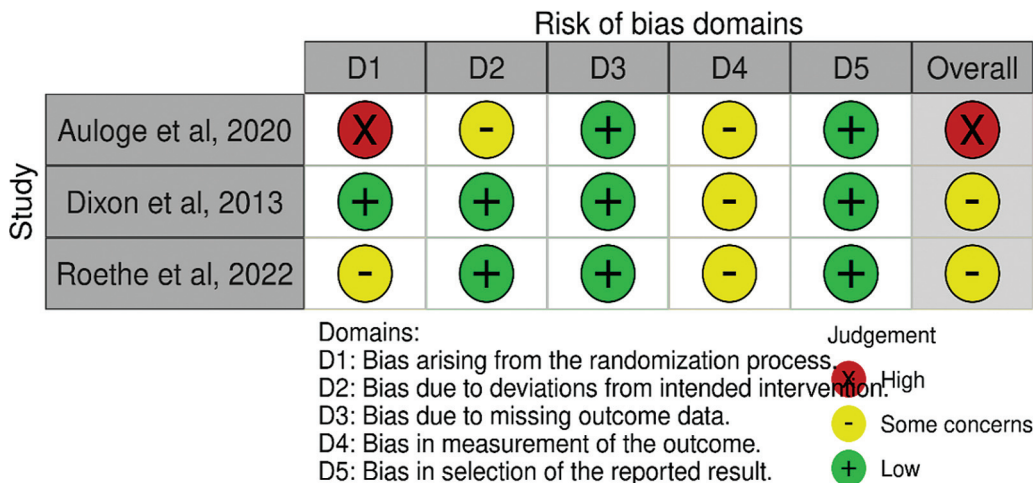 Risk of bias domains
D1 D2 D3 D4 D5 Overall
Study
Auloge et al, 2020 X - + - + X
Dixon et al, 2013 + + + - + -
Roethe et al, 2022 - + + - + -
Domains:
D1: Bias arising from the randomization process.
D2: Bias due to deviations from intended intervention.
D3: Bias due to missing outcome data.
D4: Bias in measurement of the outcome.
D5: Bias in selection of the reported result.
Judgement
X High
- Some concerns
+ Low